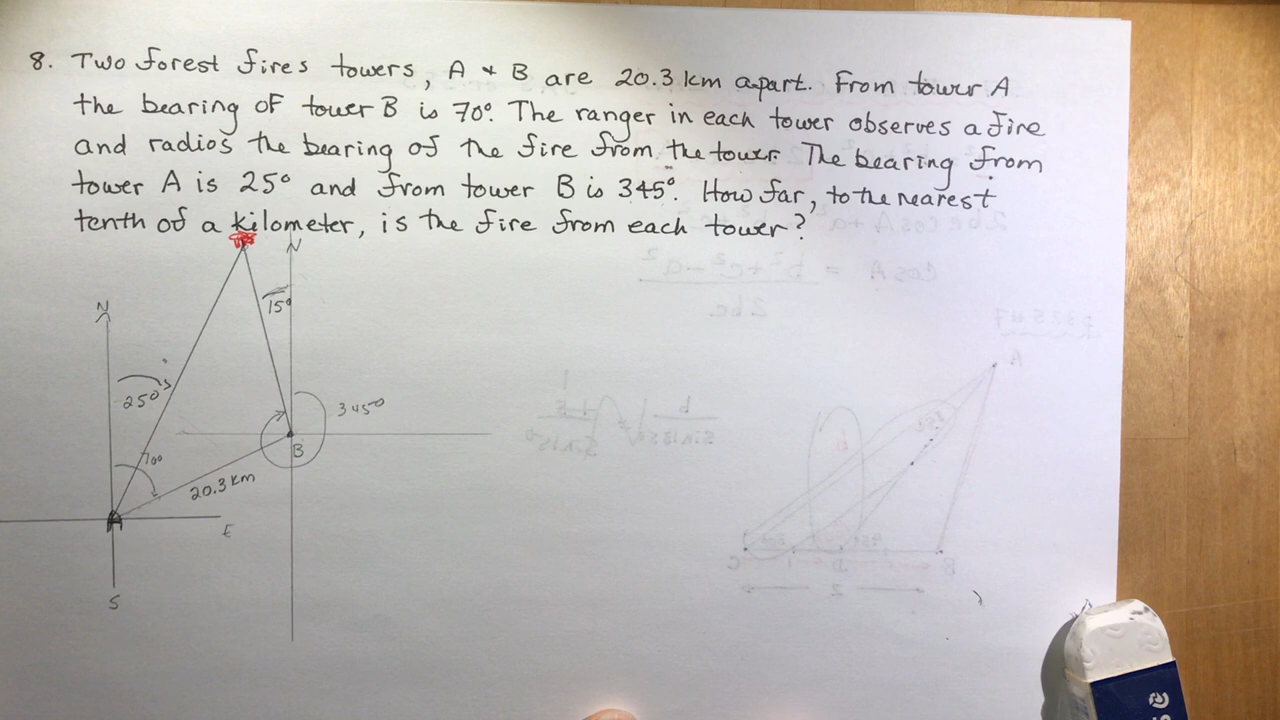 8. Two forest fires towers, A & B are 20.3 km apart. From tower A
the bearing of tower B is 70°. The ranger in each tower observes a fire
and radio's the bearing of the fire from the tower. The bearing from
tower A is 25° and from tower B is 345°. How far, to the nearest
tenth of a kilometer, is the fire from each tower?
N
15°
N
25°
345°
70°
B
20.3 km
E
S